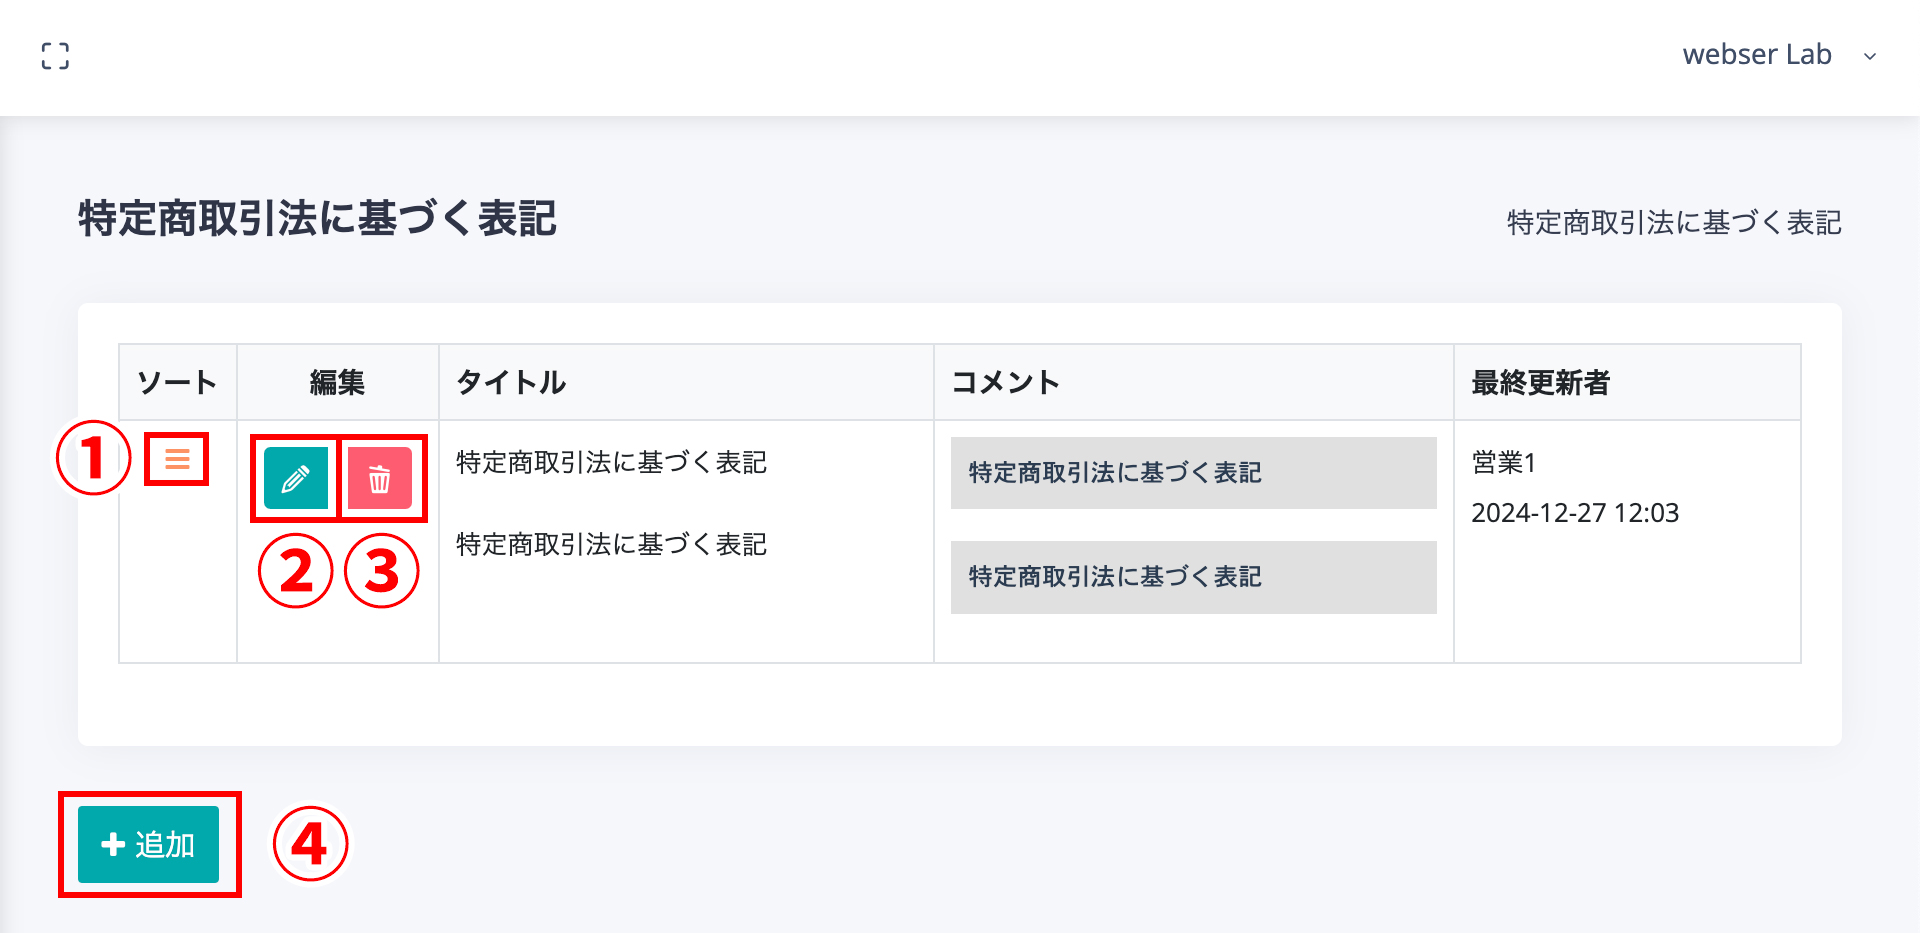 webser Lab
特定商取引法に基づく表記
特定商取引法に基づく表記
ソート 編集 タイトル コメント 最終更新者
① 特定商取引法に基づく表記 特定商取引法に基づく表記 営業1
2024-12-27 12:03
② ③ 特定商取引法に基づく表記 特定商取引法に基づく表記
追加 ④